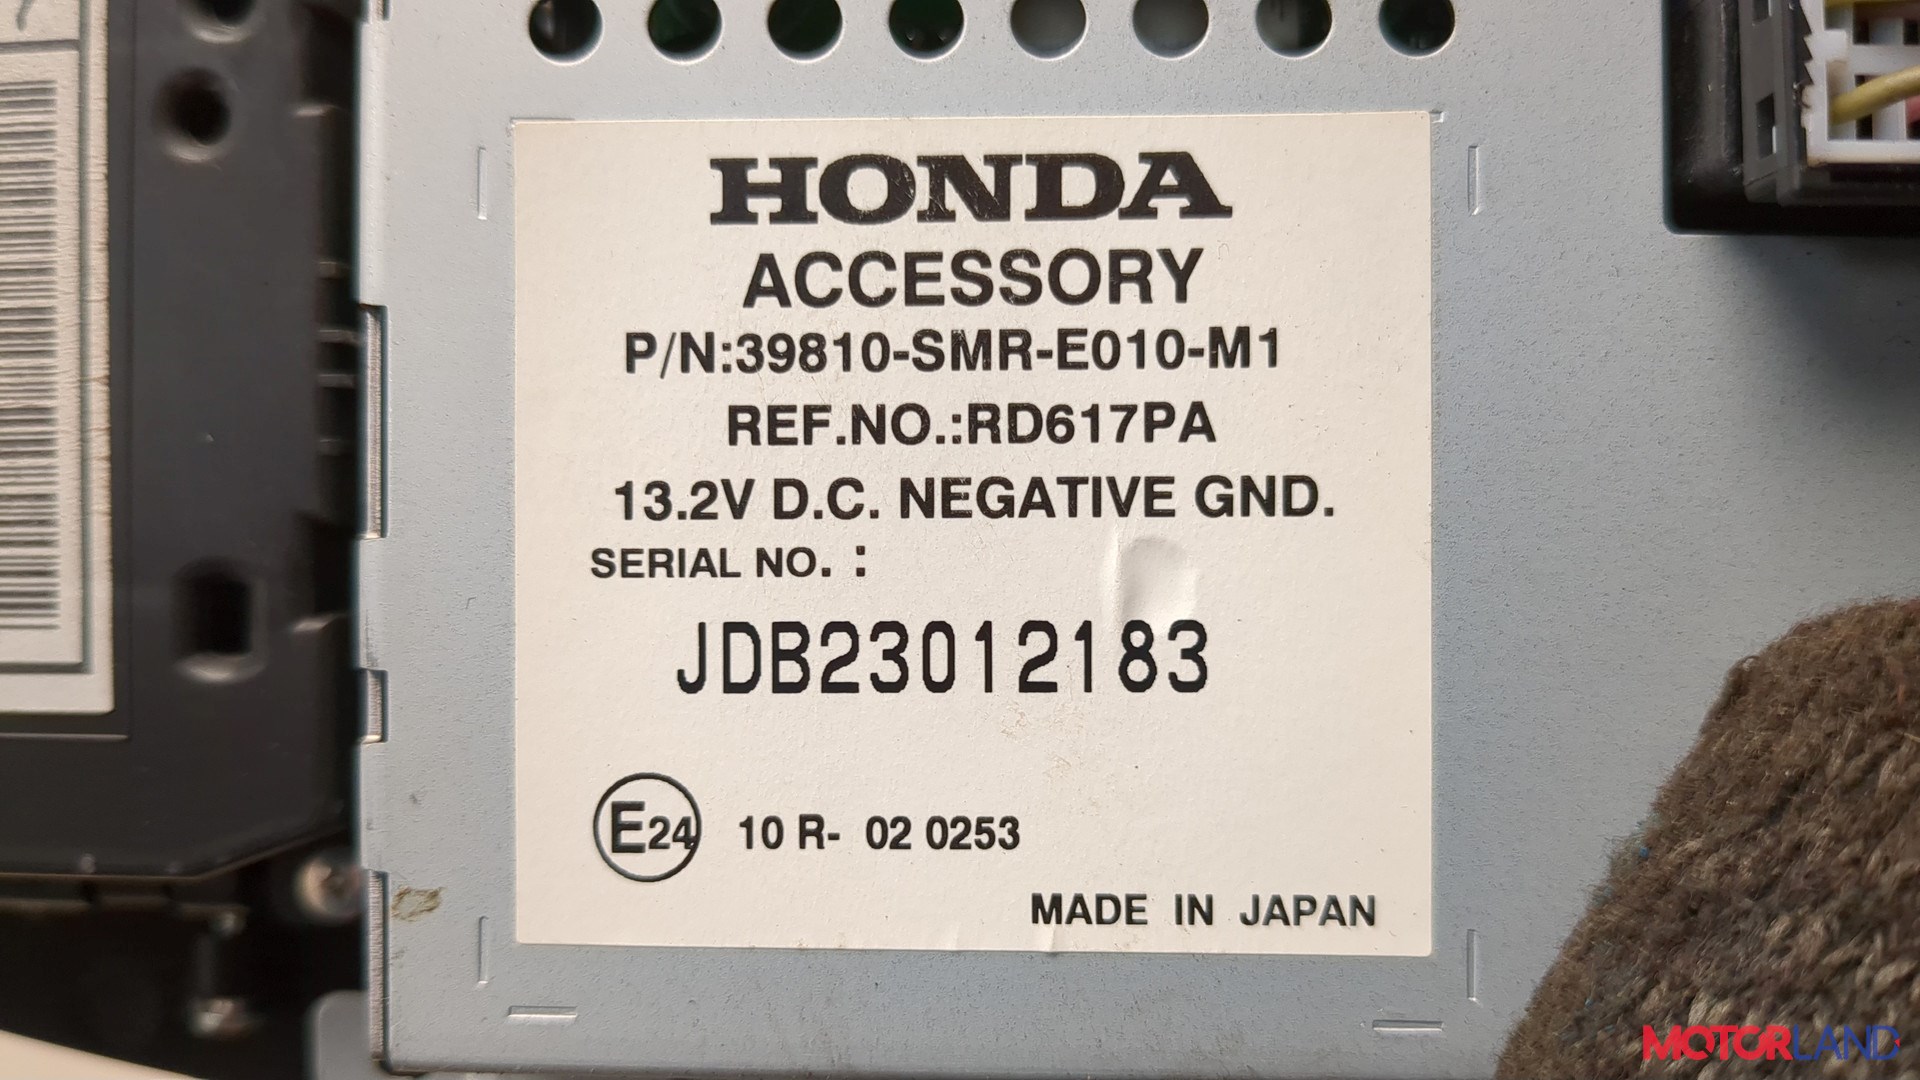 HONDA
ACCESSORY
P/N:39810-SMR-E010-M1
REF.NO.:RD617PA
13.2V D.C. NEGATIVE GND.
SERIAL NO. :
JDB23012183
E24 10 R- 02 0253
MADE IN JAPAN
MOTORLAND